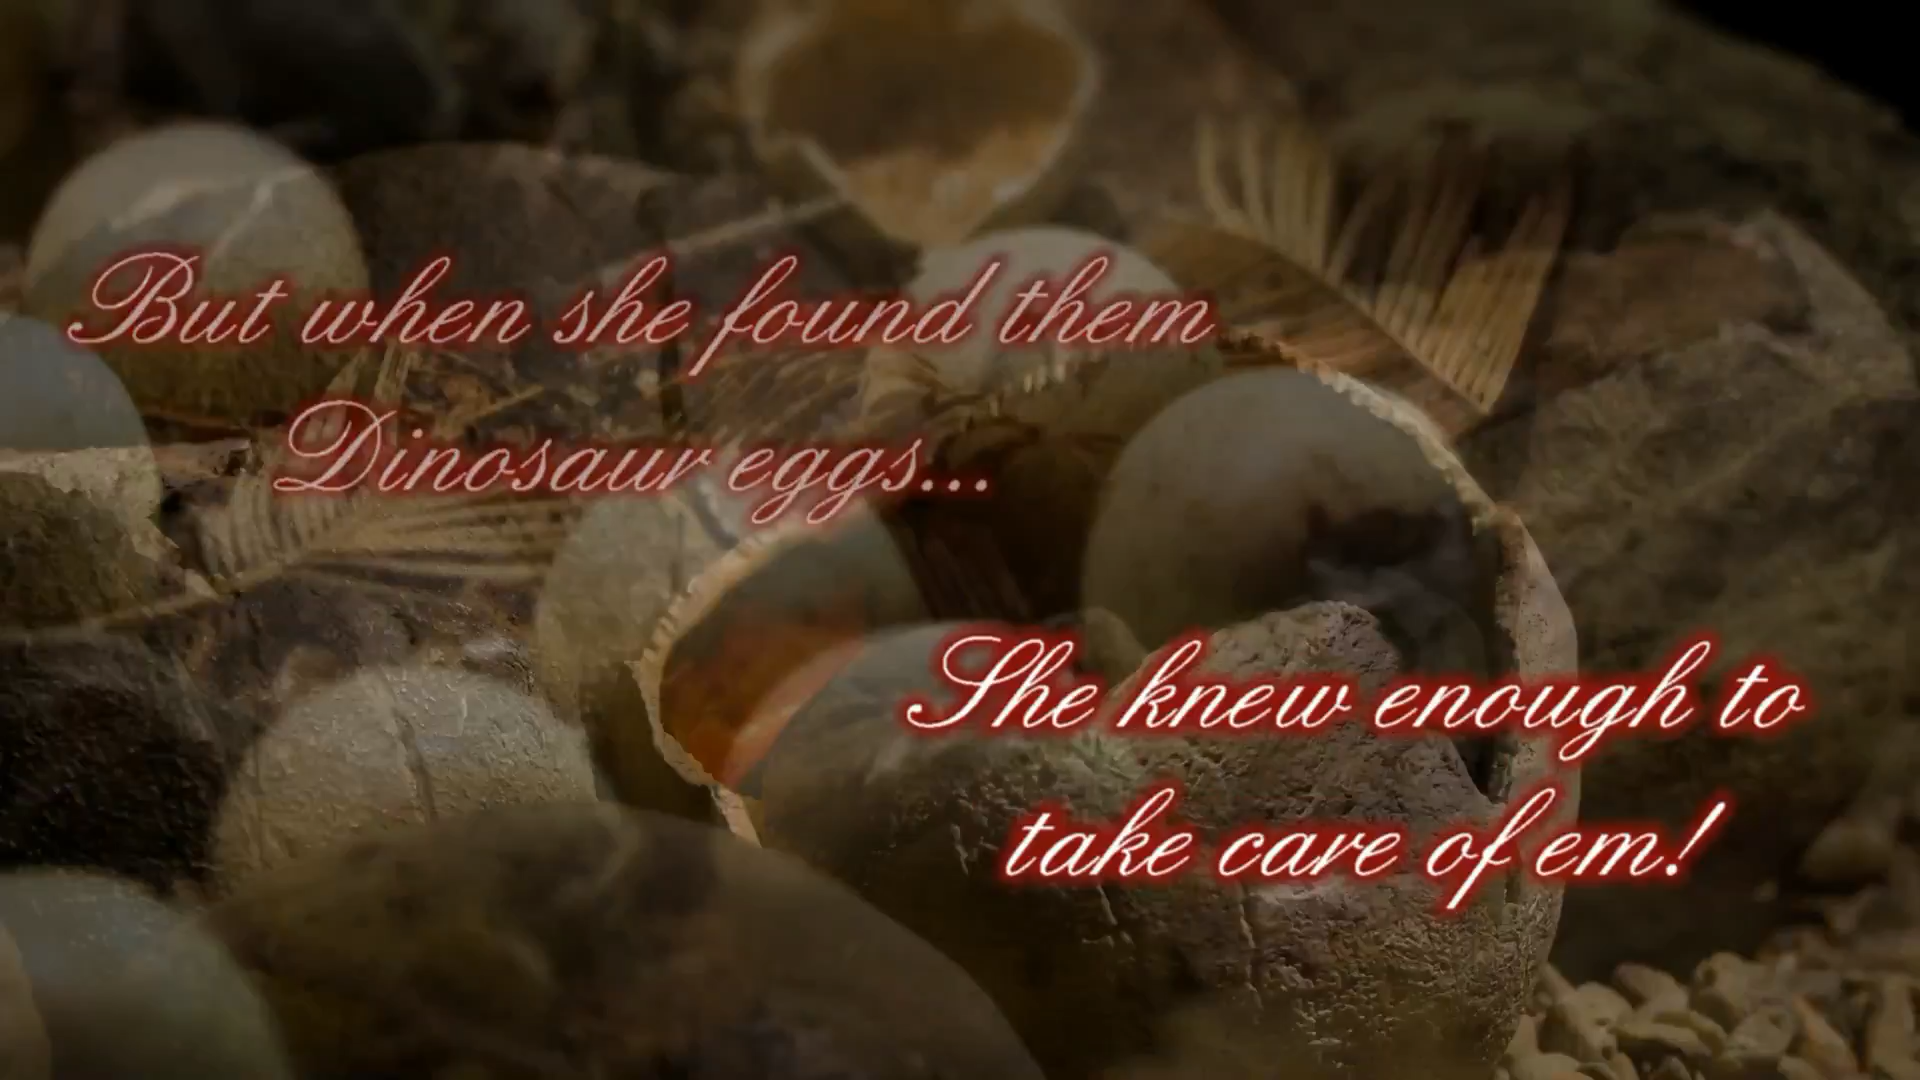 But when she found them
Dinosaur eggs...
She knew enough to
take care of em!